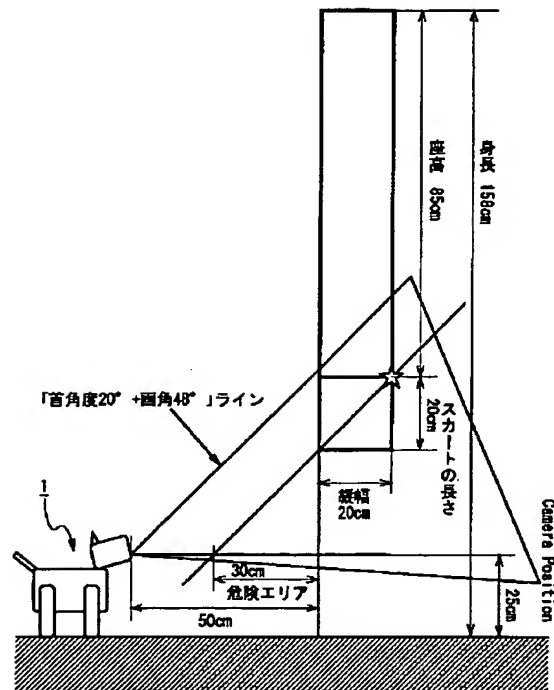 身長 158cm
座高 85cm
「首角度20°+画角48°」ライン
スカートの長さ
20cm
20cm
1
30cm
危険エリア
50cm
25cm
Camera Position